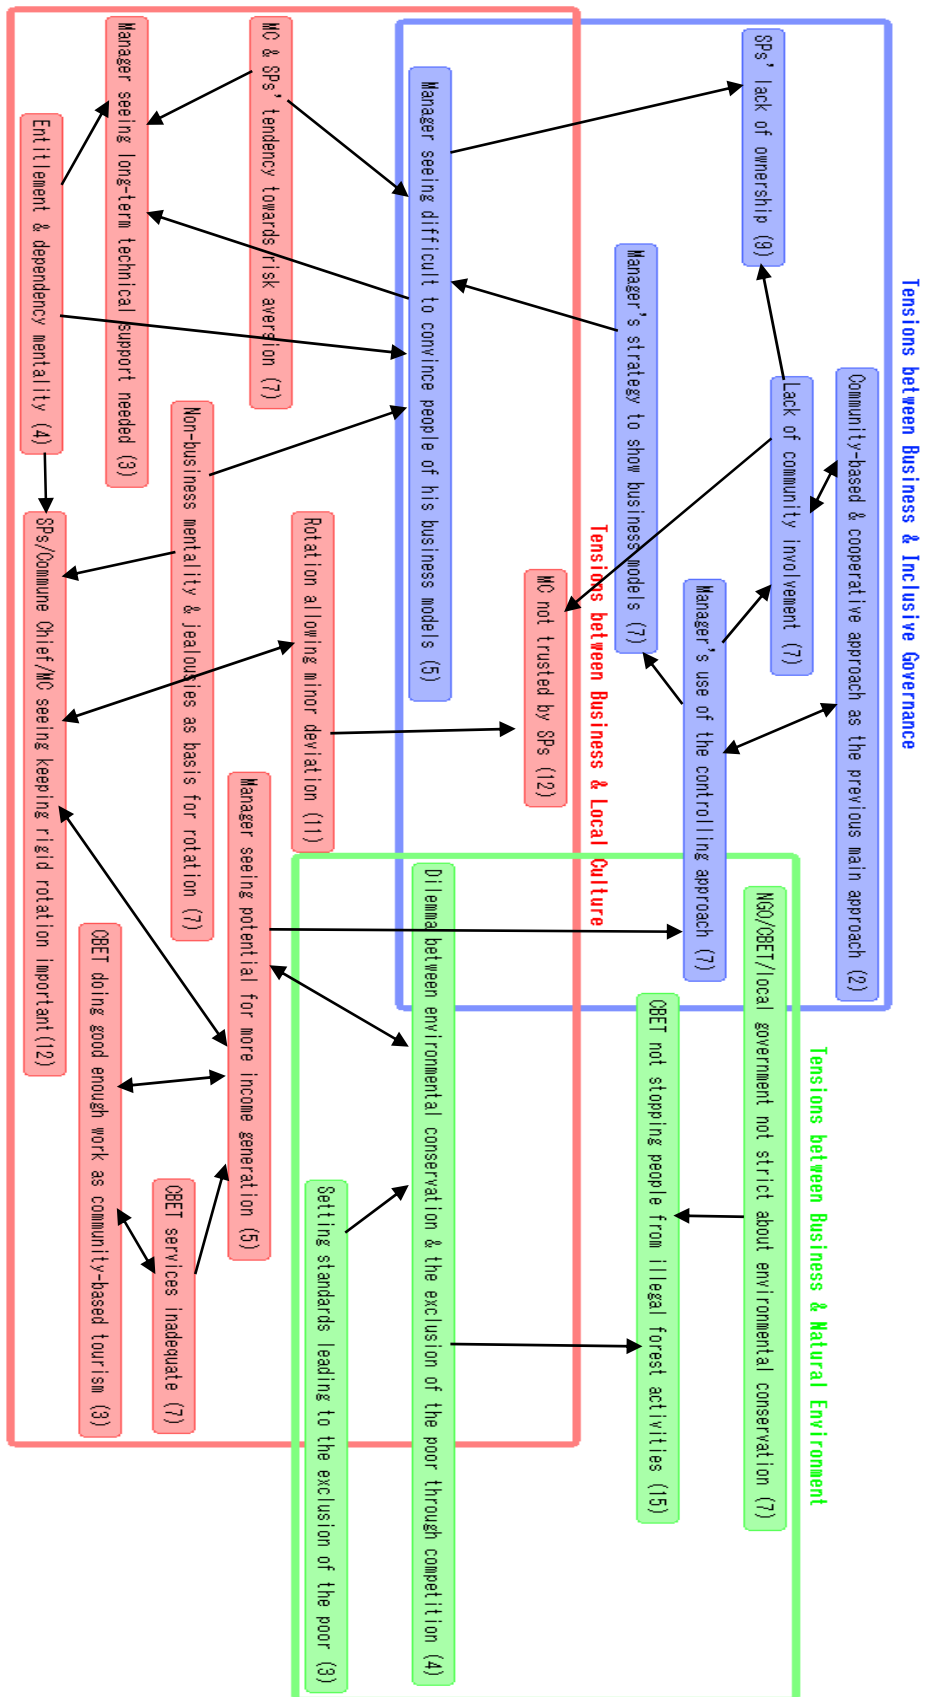 Tensions between Business & Inclusive Governance
Community-based & cooperative approach as the previous main approach (2)
SPs' lack of ownership (9)
Lack of community involvement (7)
Manager's use of the controlling approach (7)
Manager's strategy to show business models (7)
Manager seeing difficult to convince people of his business models (5)
Tensions between Business & Local Culture
MC not trusted by SPs (12)
MC & SPs' tendency towards risk aversion (7)
Rotation allowing minor deviation (11)
Manager seeing long-term technical support needed (3)
Non-business mentality & jealousies as basis for rotation (7)
Manager seeing potential for more income generation (5)
Entitlement & dependency mentality (4)
SPs/Commune Chief/MC seeing keeping rigid rotation important(12)
CBET doing good enough work as community-based tourism (3)
CBET services inadequate (7)
Tensions between Business & Natural Environment
NGO/CBET/local government not strict about environmental conservation (7)
CBET not stopping people from illegal forest activities (15)
Dilemma between environmental conservation & the exclusion of the poor through competition (4)
Setting standards leading to the exclusion of the poor (3)